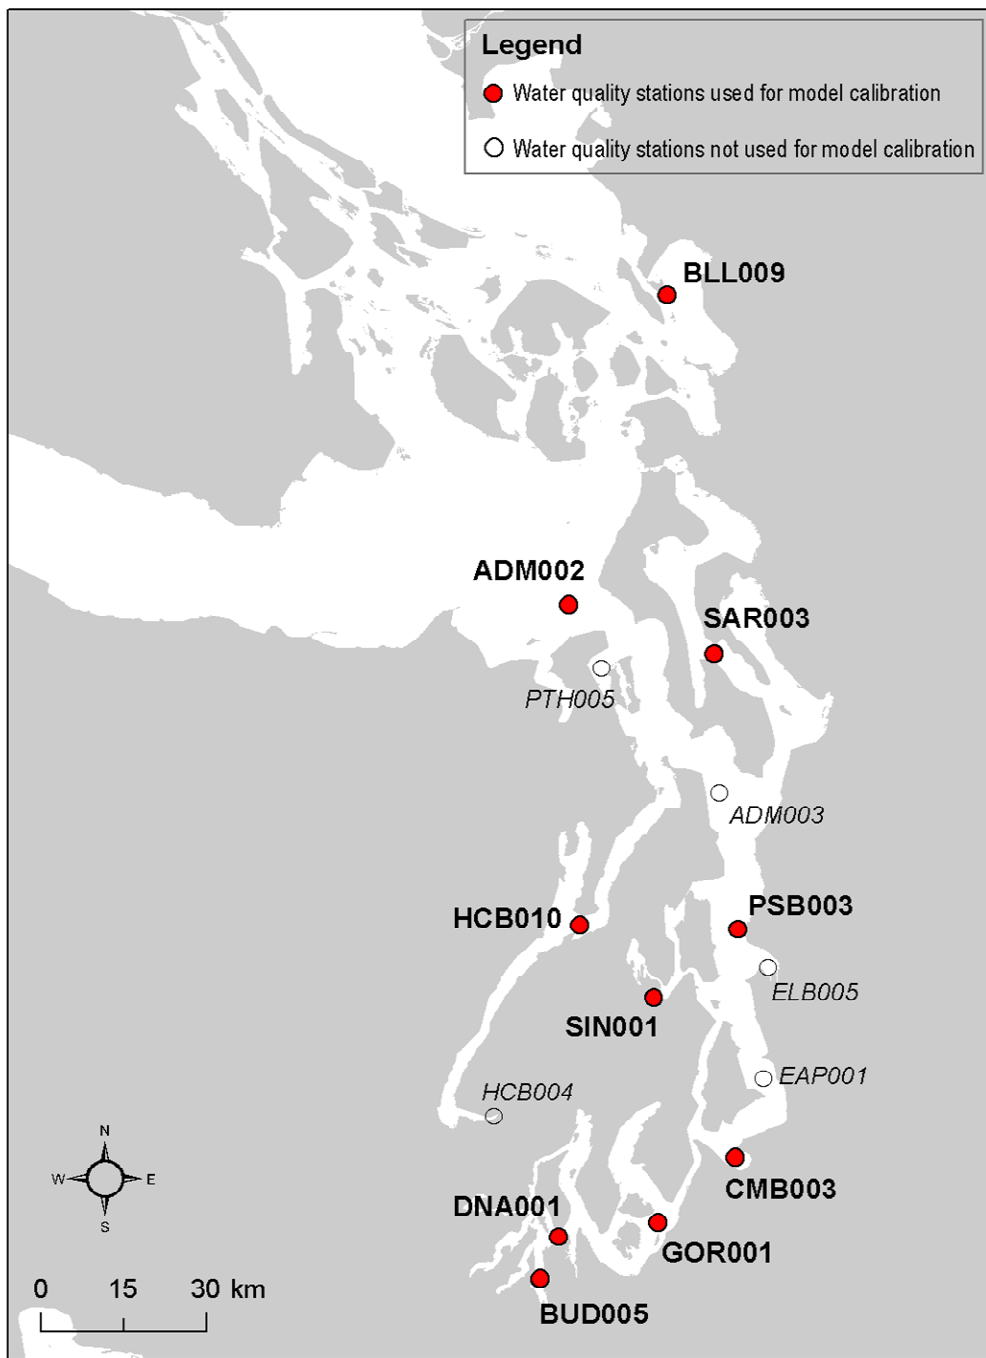 Legend
Water quality stations used for model calibration
Water quality stations not used for model calibration
BLL009
ADM002
SAR003
PTH005
ADM003
PSB003
HCB010
ELB005
SIN001
EAP001
HCB004
N
W E
S
CMB003
DNA001
GOR001
BUD005
0 15 30 km